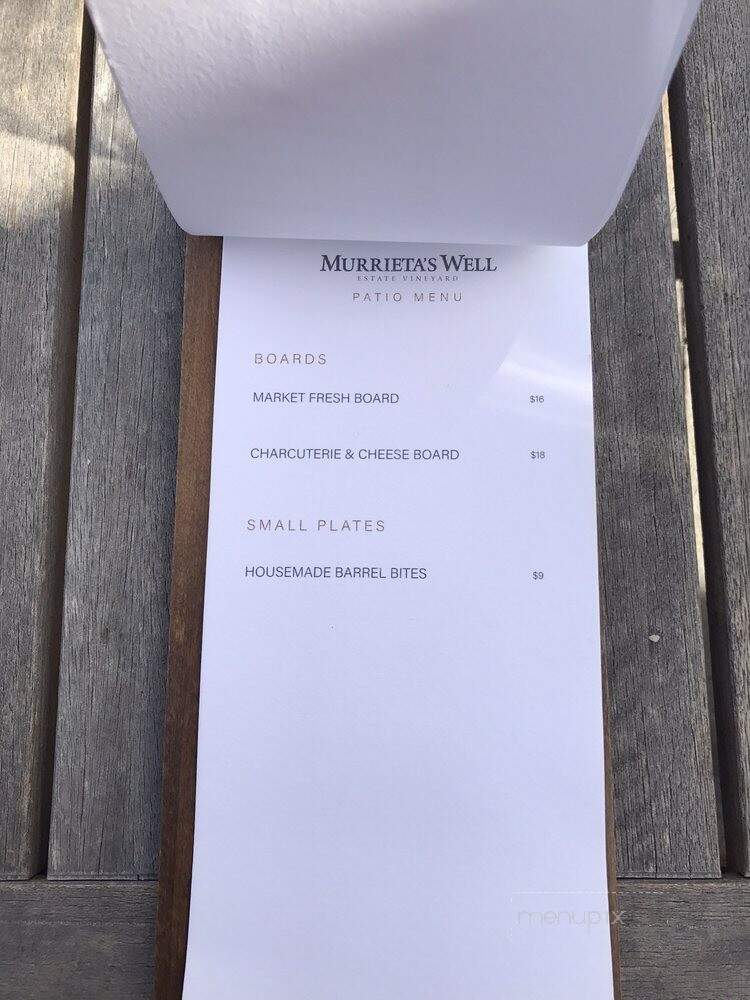 MURRIETA'S WELL
ESTATE VINEYARD
PATIO MENU
BOARDS
MARKET FRESH BOARD $16
CHARCUTERIE & CHEESE BOARD $18
SMALL PLATES
HOUSEMADE BARREL BITES $9
menupix